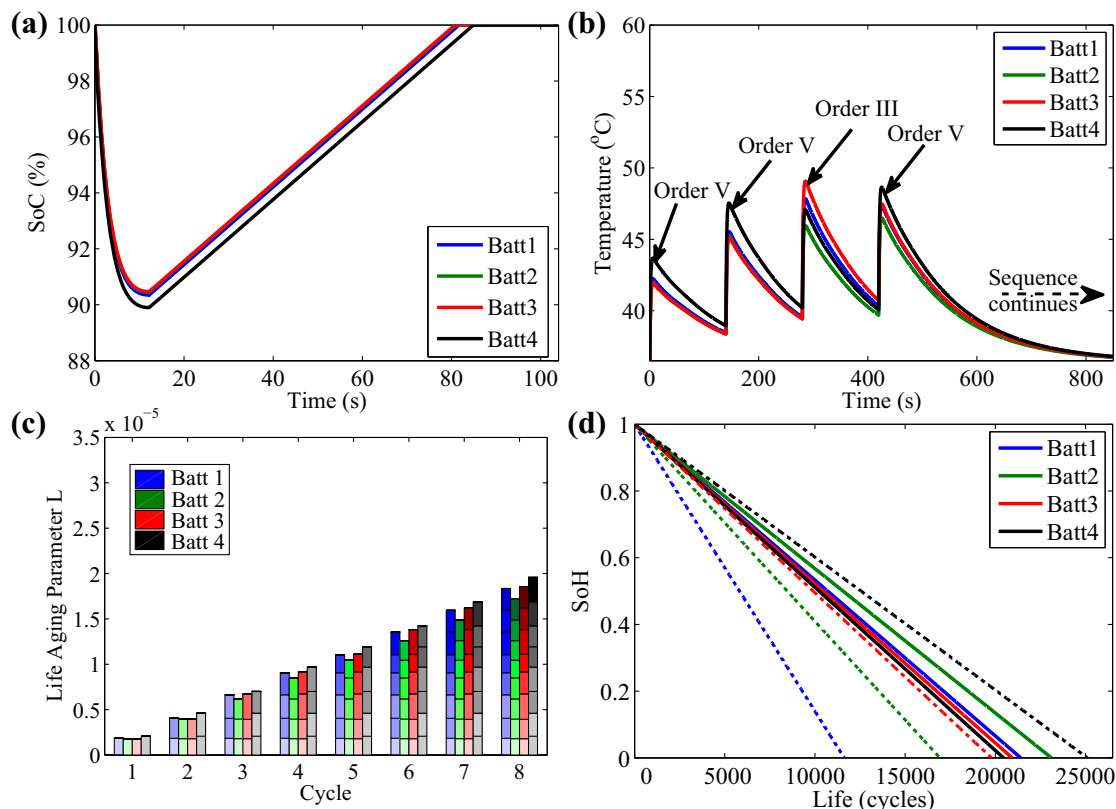 (a)
100
98
96
94
92
90
88
SoC (%)
0 20 40 60 80 100
Time (s)
Batt1
Batt2
Batt3
Batt4
(b)
60
55
50
45
40
Temperature (°C)
0 200 400 600 800
Time (s)
Order V
Order V
Order III
Order V
Sequence
continues
Batt1
Batt2
Batt3
Batt4
(c)
x 10⁻⁵
3.5
3
2.5
2
1.5
1
0.5
0
Life Aging Parameter L
1 2 3 4 5 6 7 8
Cycle
Batt 1
Batt 2
Batt 3
Batt 4
(d)
1
0.8
0.6
0.4
0.2
0
SoH
0 5000 10000 15000 20000 25000
Life (cycles)
Batt1
Batt2
Batt3
Batt4